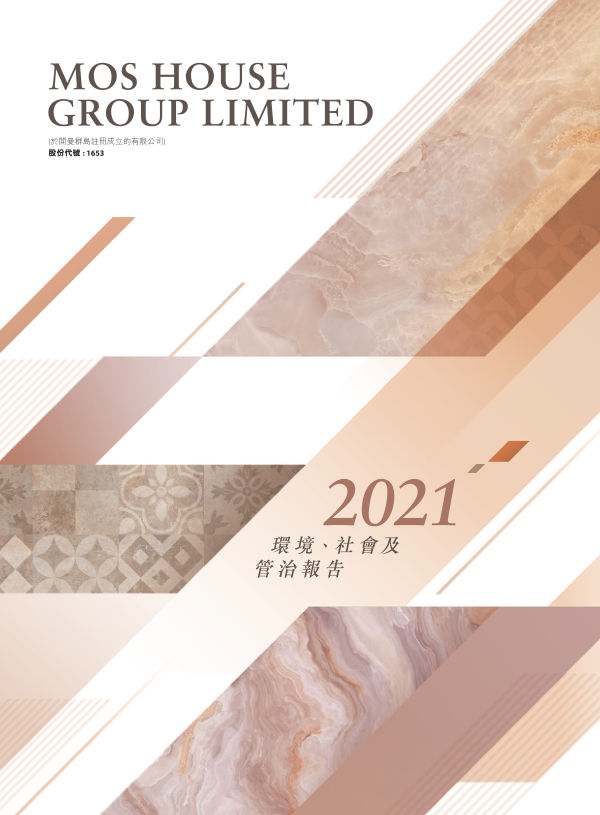 MOS HOUSE
GROUP LIMITED
(於開曼群島註冊成立的有限公司)
股份代號 : 1653
2021
環境、社會及
管治報告